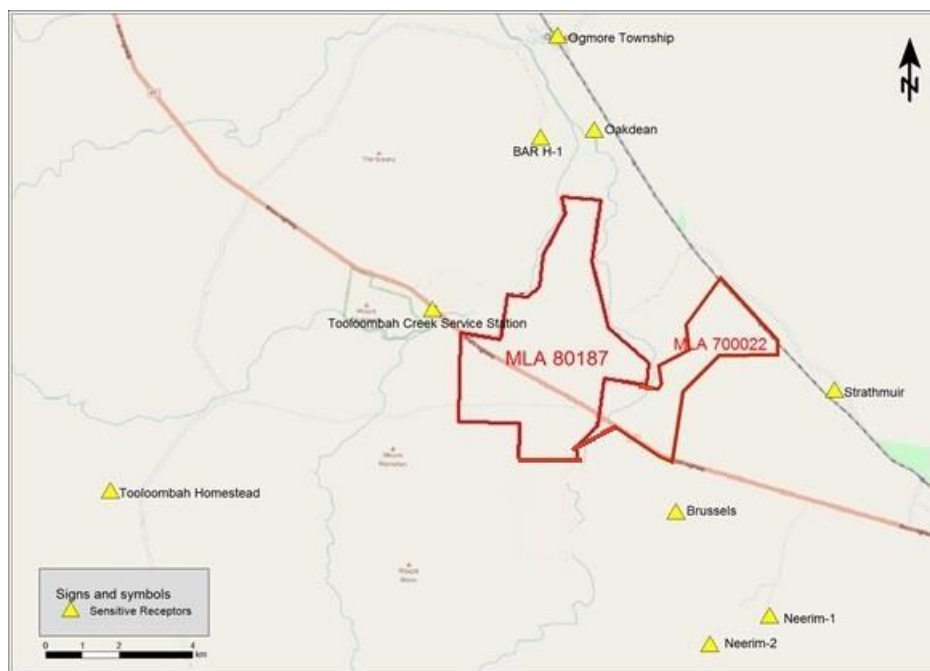 Ogmore Township
Oakdean
BAR H-1
Tooloombah Creek Service Station
MLA 80187
MLA 700022
Strathmuir
Tooloombah Homestead
Brussels
Neerim-1
Neerim-2
Signs and symbols
Sensitive Receptors
0 1 2 4
km
N